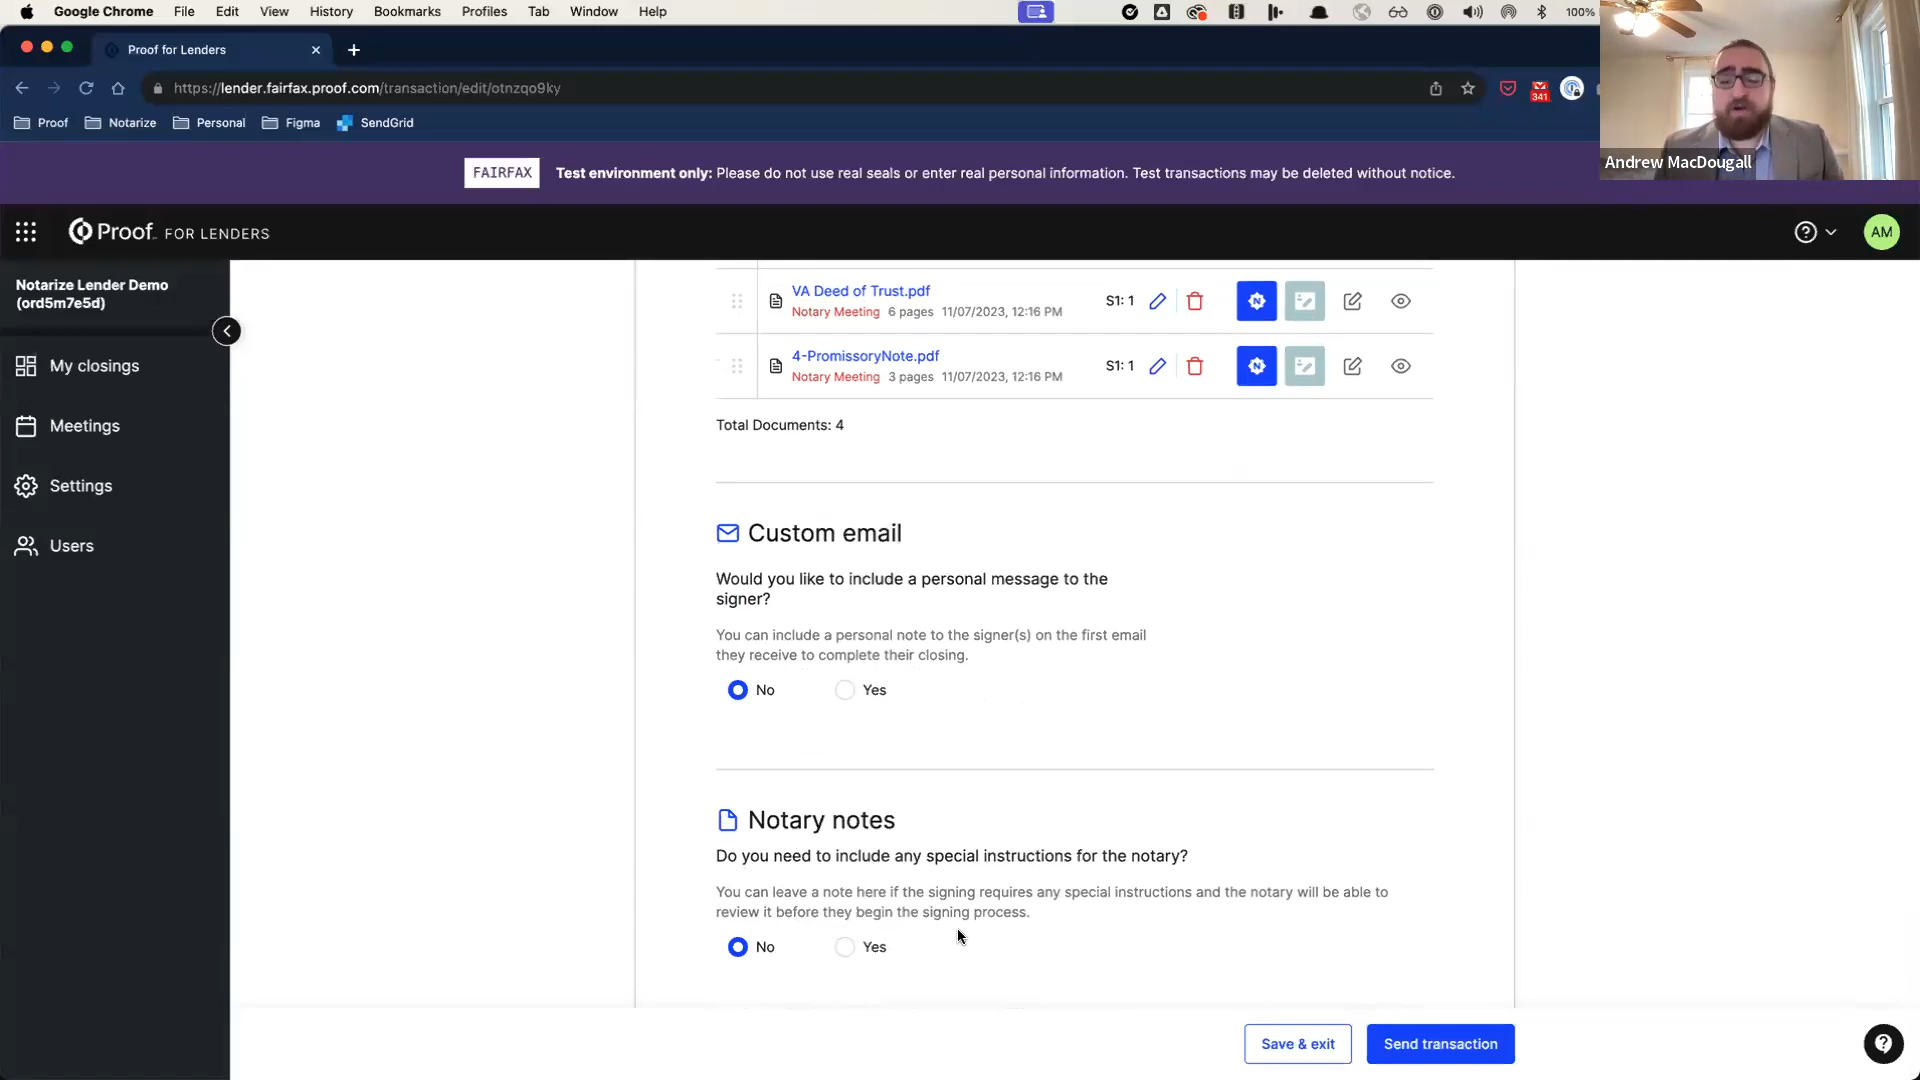 Google Chrome File Edit View History Bookmarks Profiles Tab Window Help 100%
Proof for Lenders
https://lender.fairfax.proof.com/transaction/edit/otnzqo9ky
341
Proof Notarize Personal Figma SendGrid
Andrew MacDougall
FAIRFAX Test environment only: Please do not use real seals or enter real personal information. Test transactions may be deleted without notice.
Proof FOR LENDERS
AM
Notarize Lender Demo
(ord5m7e5d)
My closings
Meetings
Settings
Users
VA Deed of Trust.pdf
Notary Meeting 6 pages 11/07/2023, 12:16 PM
S1: 1
N
4-PromissoryNote.pdf
Notary Meeting 3 pages 11/07/2023, 12:16 PM
S1: 1
N
Total Documents: 4
Custom email
Would you like to include a personal message to the
signer?
You can include a personal note to the signer(s) on the first email
they receive to complete their closing.
No Yes
Notary notes
Do you need to include any special instructions for the notary?
You can leave a note here if the signing requires any special instructions and the notary will be able to
review it before they begin the signing process.
No Yes
Save & exit Send transaction